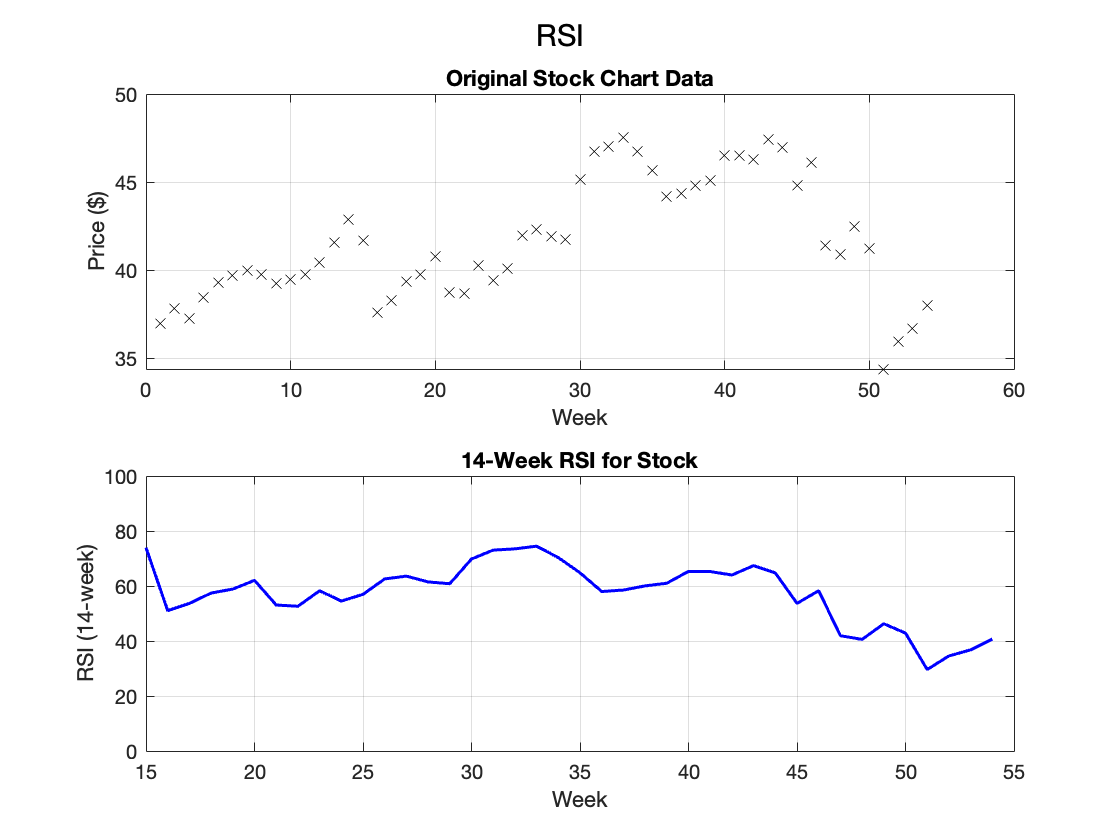 RSI
Original Stock Chart Data
50
45
40
35
Price ($)
0 10 20 30 40 50 60
Week
14-Week RSI for Stock
100
80
60
40
20
0
RSI (14-week)
15 20 25 30 35 40 45 50 55
Week